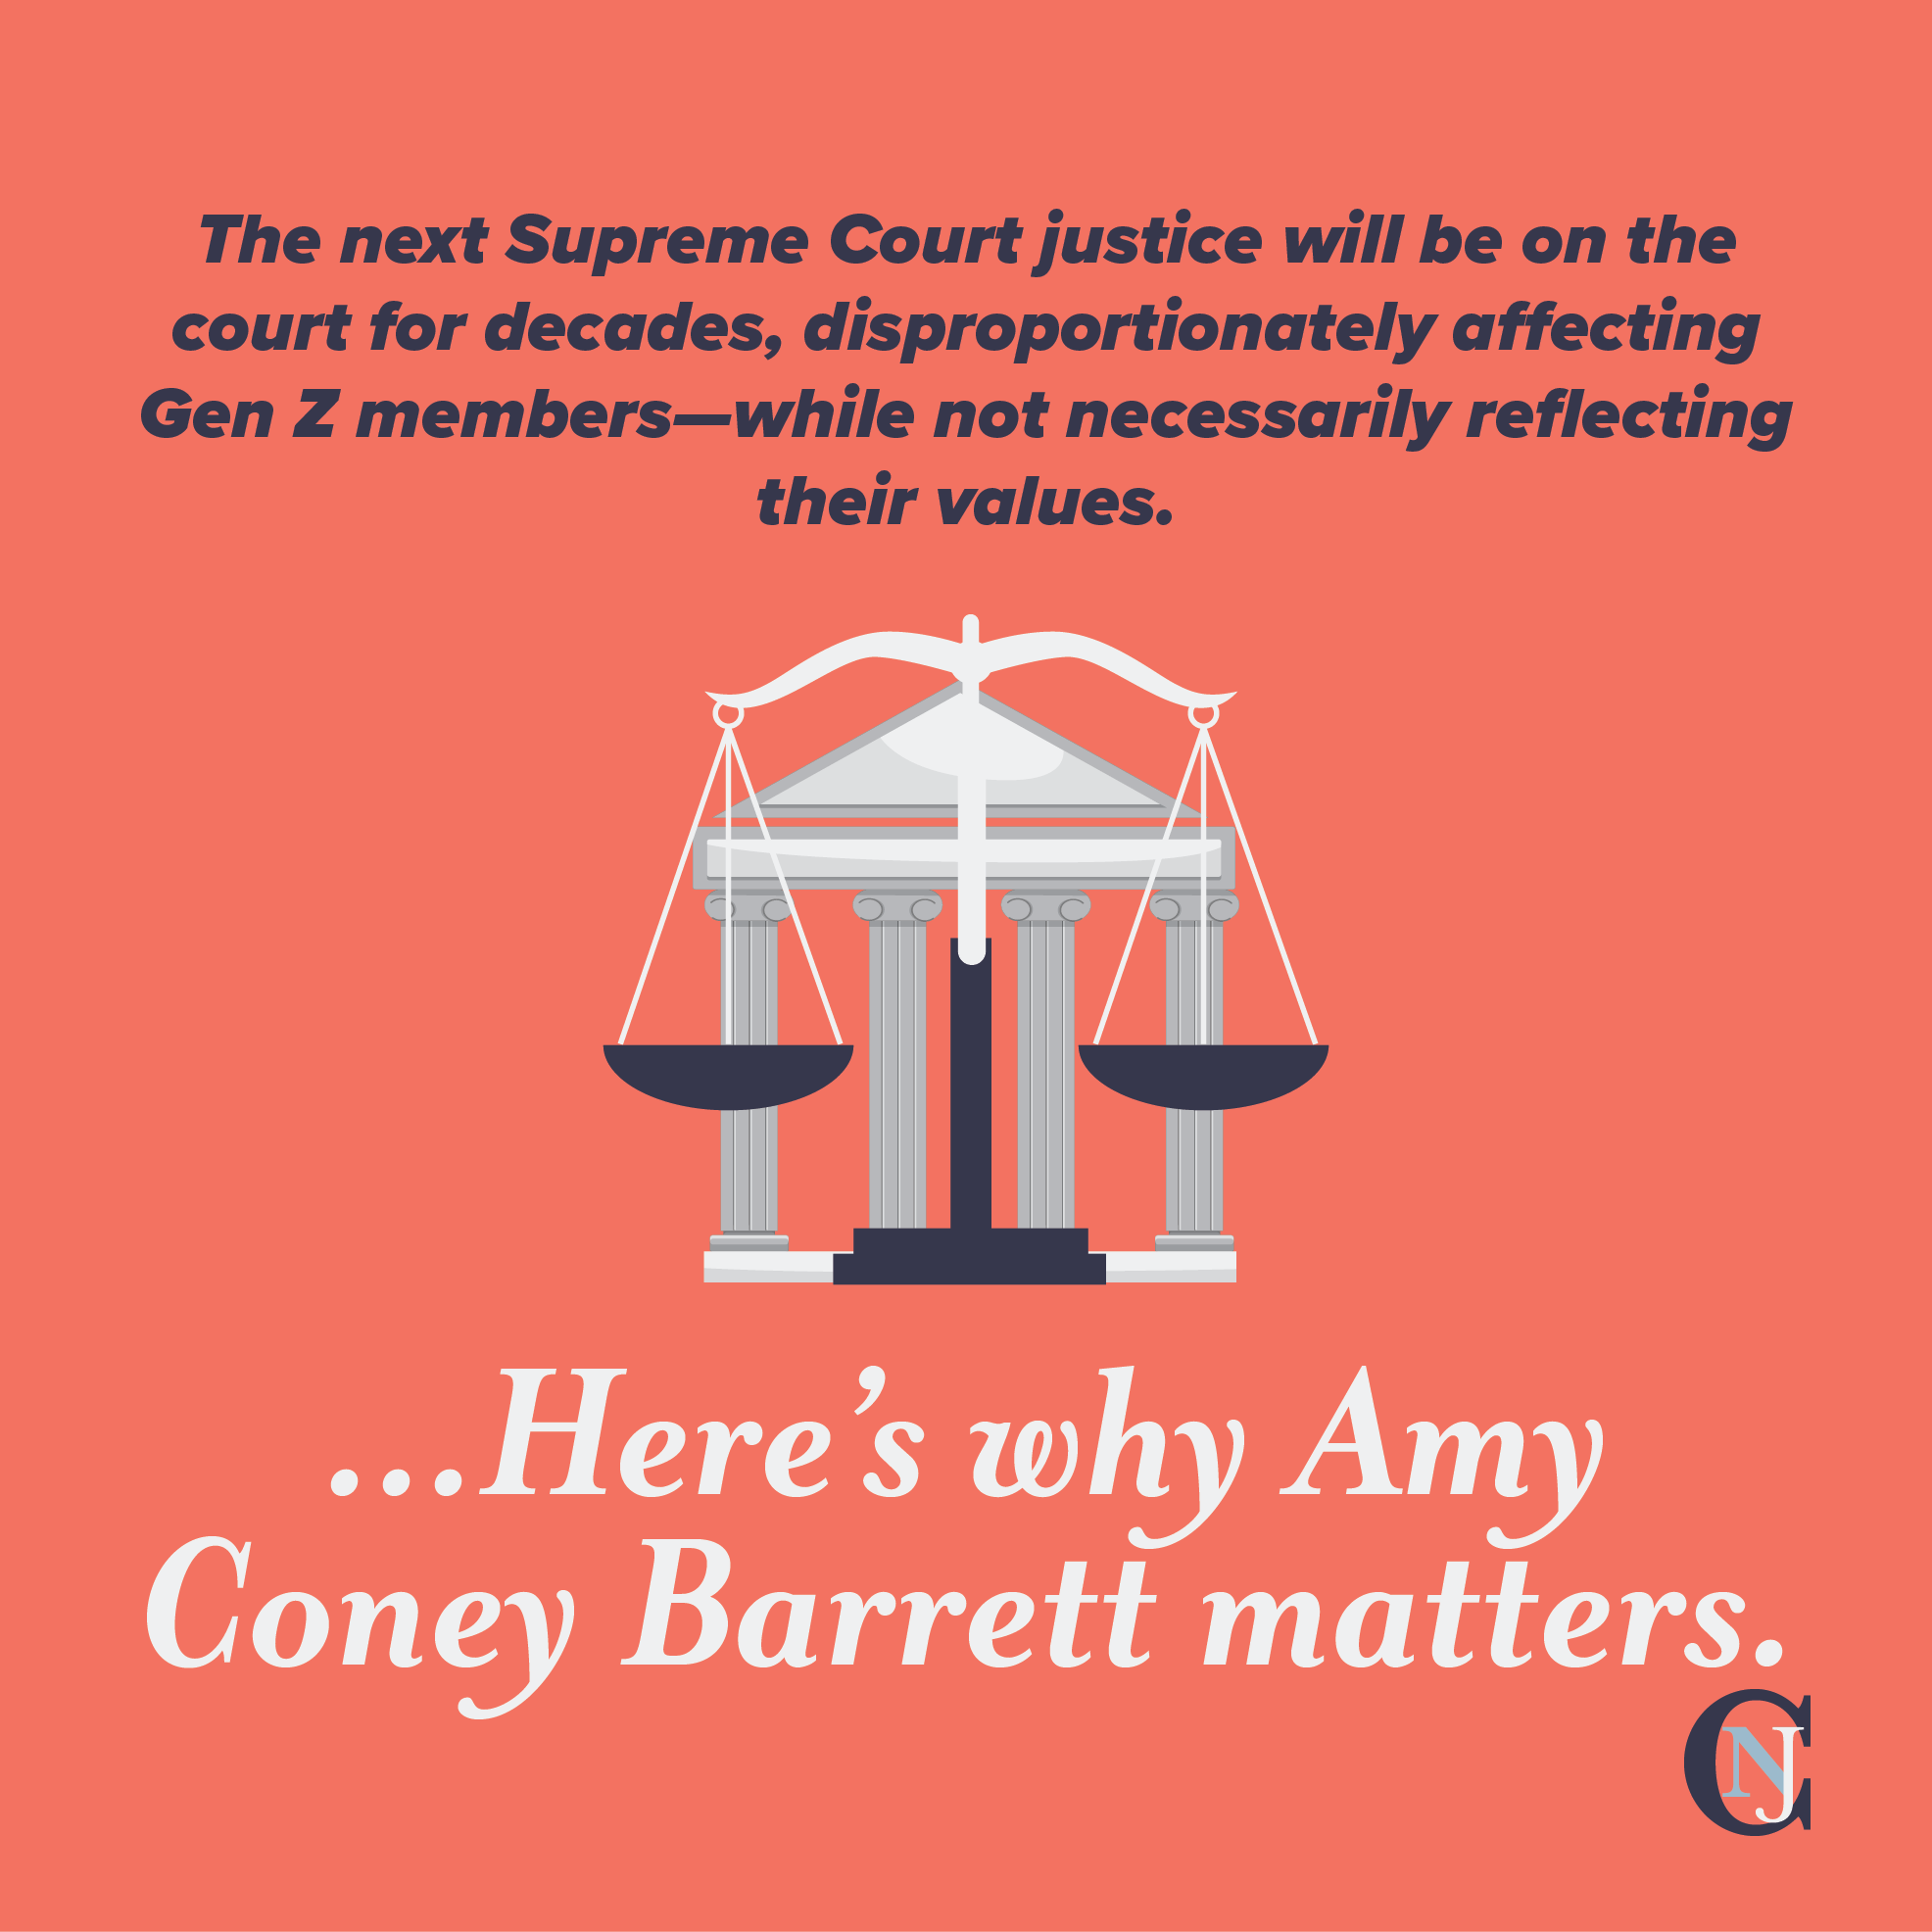 The next Supreme Court justice will be on the
court for decades, disproportionately affecting
Gen Z members—while not necessarily reflecting
their values.
...Here’s why Amy
Coney Barrett matters.
CNJ